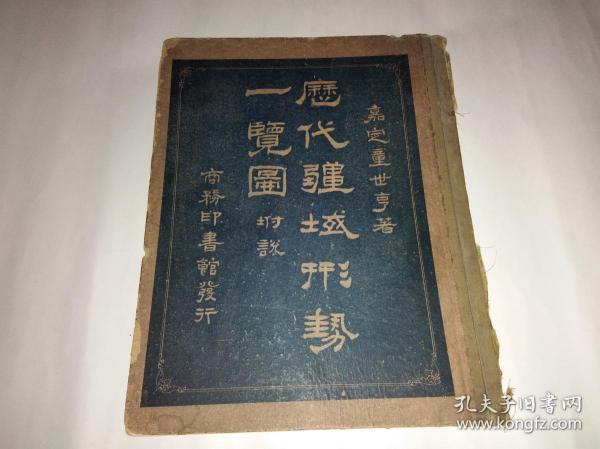 嘉定童世亨著
歷代疆域形勢
一覽圖 坿說
商務印書館發行
孔夫子旧书网
www.kongfz.com